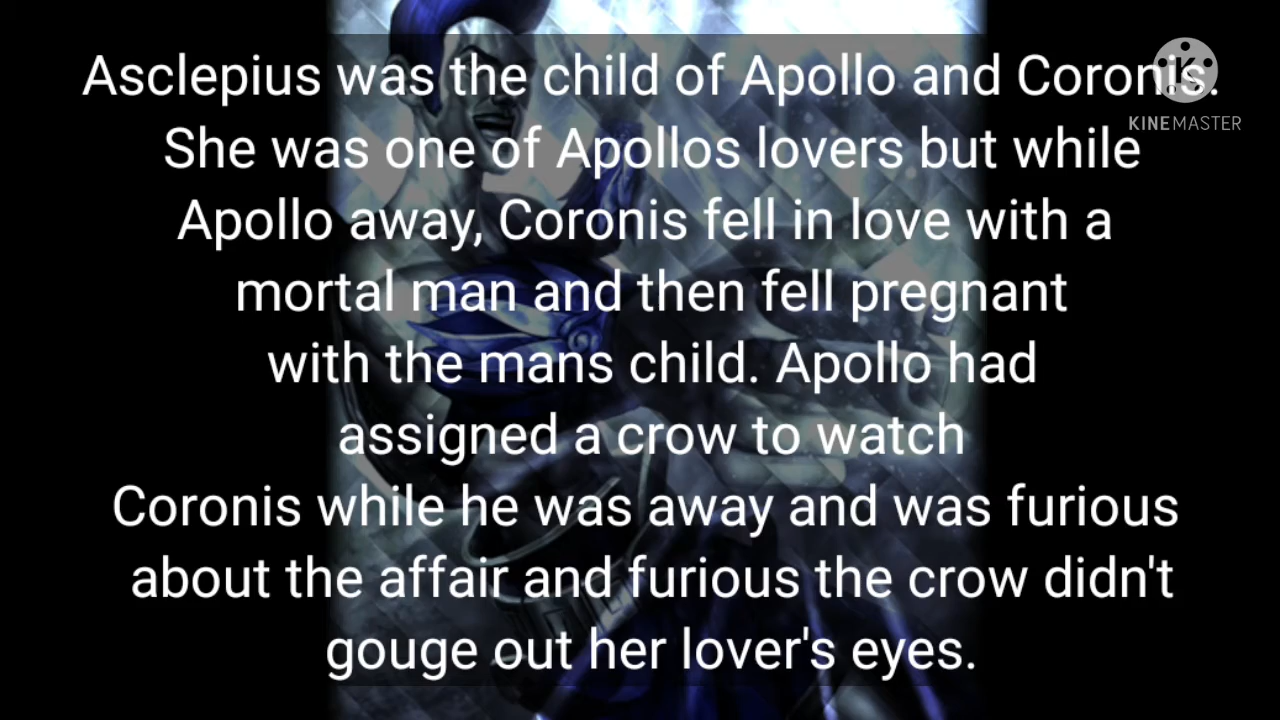 Asclepius was the child of Apollo and Coronis.
She was one of Apollos lovers but while
Apollo away, Coronis fell in love with a
mortal man and then fell pregnant
with the mans child. Apollo had
assigned a crow to watch
Coronis while he was away and was furious
about the affair and furious the crow didn't
gouge out her lover's eyes.
K
KINEMASTER